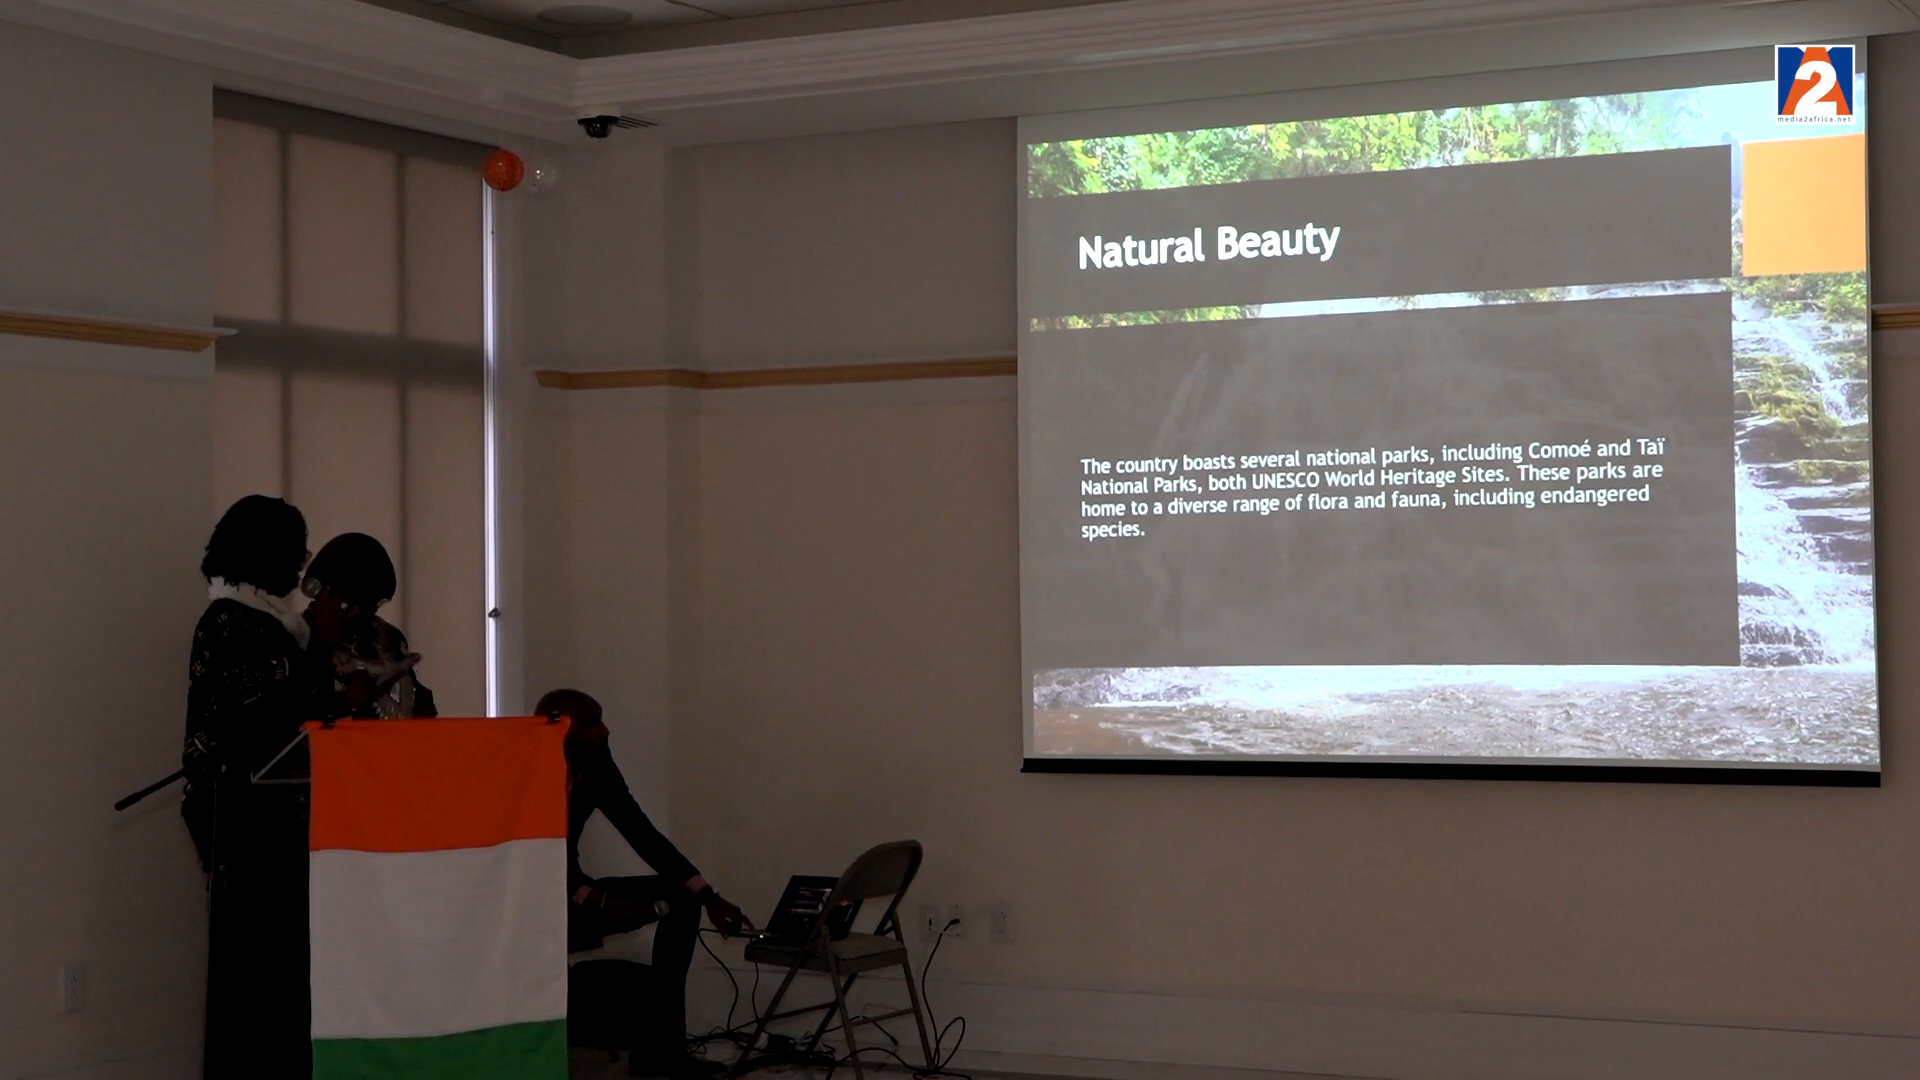 2
media2africa.net
Natural Beauty
The country boasts several national parks, including Comoé and Taï
National Parks, both UNESCO World Heritage Sites. These parks are
home to a diverse range of flora and fauna, including endangered
species.